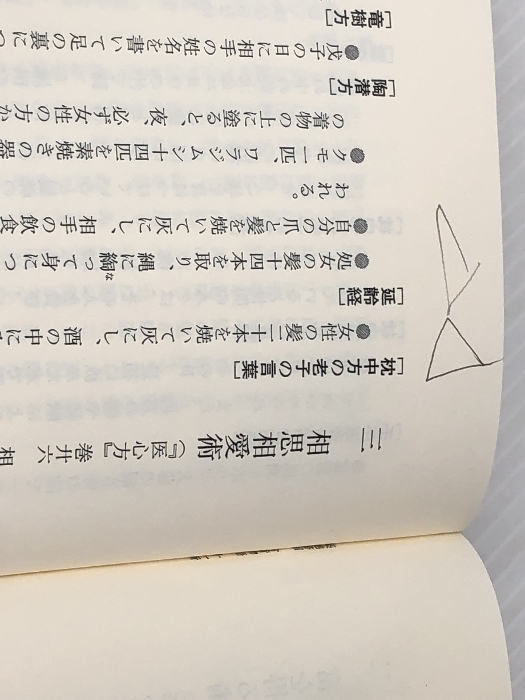 三　相思相愛術（『医心方』巻廿六　相
［枕中方の老子の言葉］
●女性の髪二十本を焼いて灰にし、酒の中に
［延齢経］
●処女の髪十四本を取り、縄に綯って身につ
●自分の爪と髪を焼いて灰にし、相手の飲食
われる。
●クモ一匹、ワラジムシ十四匹を素焼きの器
の着物の上に塗ると、夜、必ず女性の方か
［陶潜方］
●戊子の日に相手の姓名を書いて足の裏につ
［竜樹方］